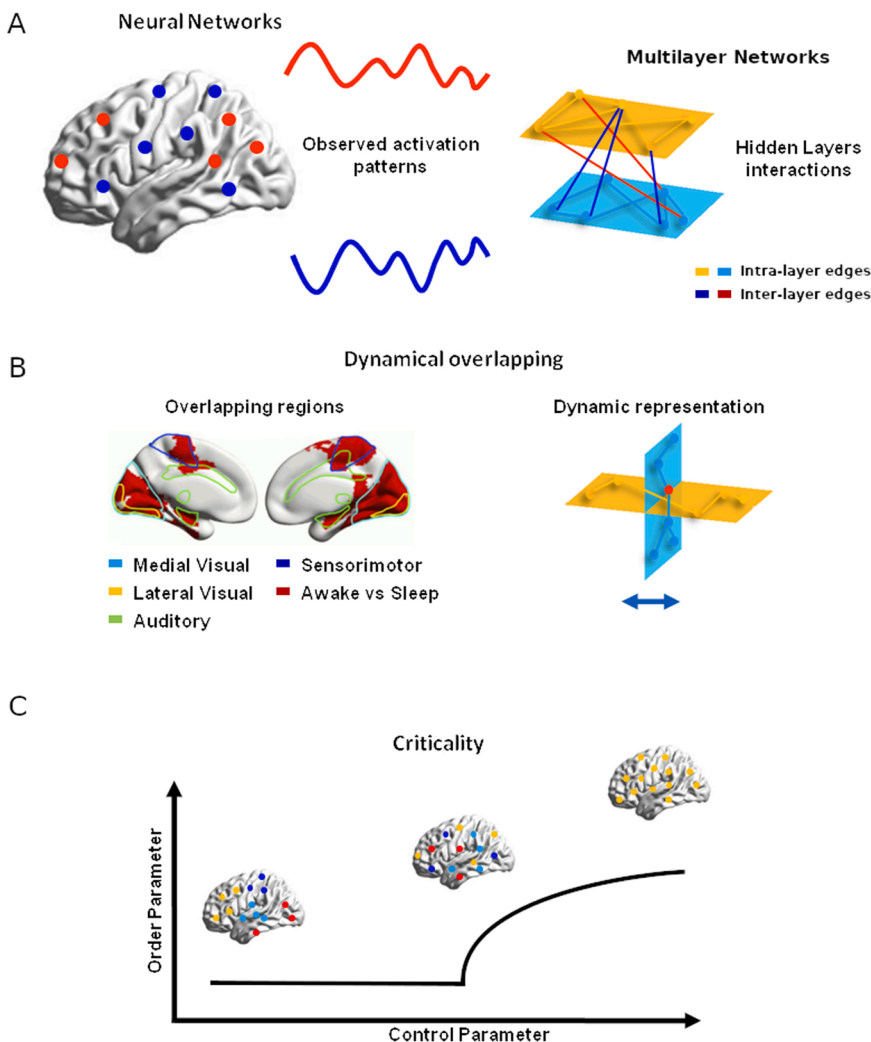 A
Neural Networks
Multilayer Networks
Observed activation
patterns
Hidden Layers
interactions
Intra-layer edges
Inter-layer edges
B
Dynamical overlapping
Overlapping regions
Dynamic representation
Medial Visual
Sensorimotor
Lateral Visual
Awake vs Sleep
Auditory
C
Criticality
Order Parameter
Control Parameter